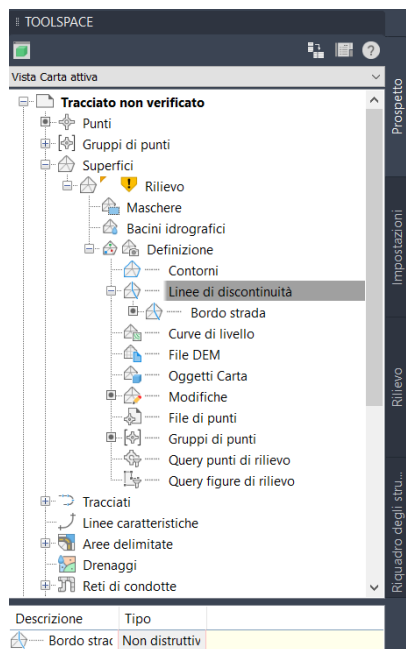 TOOLSPACE
Vista Carta attiva
Tracciato non verificato
Punti
Gruppi di punti
Superfici
Rilievo
Maschere
Bacini idrografici
Definizione
Contorni
Linee di discontinuità
Bordo strada
Curve di livello
File DEM
Oggetti Carta
Modifiche
File di punti
Gruppi di punti
Query punti di rilievo
Query figure di rilievo
Tracciati
Linee caratteristiche
Aree delimitate
Drenaggi
Reti di condotte
Prospetto
Impostazioni
Rilievo
Riquadro degli stru...
Descrizione Tipo
Bordo strac Non distruttiv